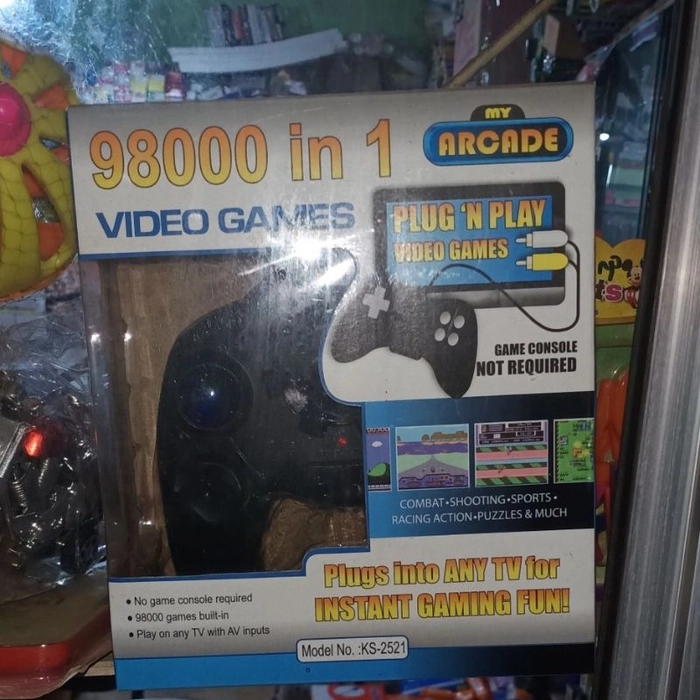 98000 in 1
MY
ARCADE
VIDEO GAMES
PLUG 'N PLAY
VIDEO GAMES
GAME CONSOLE
NOT REQUIRED
COMBAT•SHOOTING•SPORTS•
RACING ACTION•PUZZLES & MUCH
Plugs into ANY TV for
INSTANT GAMING FUN!
• No game console required
• 98000 games built-in
• Play on any TV with AV inputs
Model No. :KS-2521